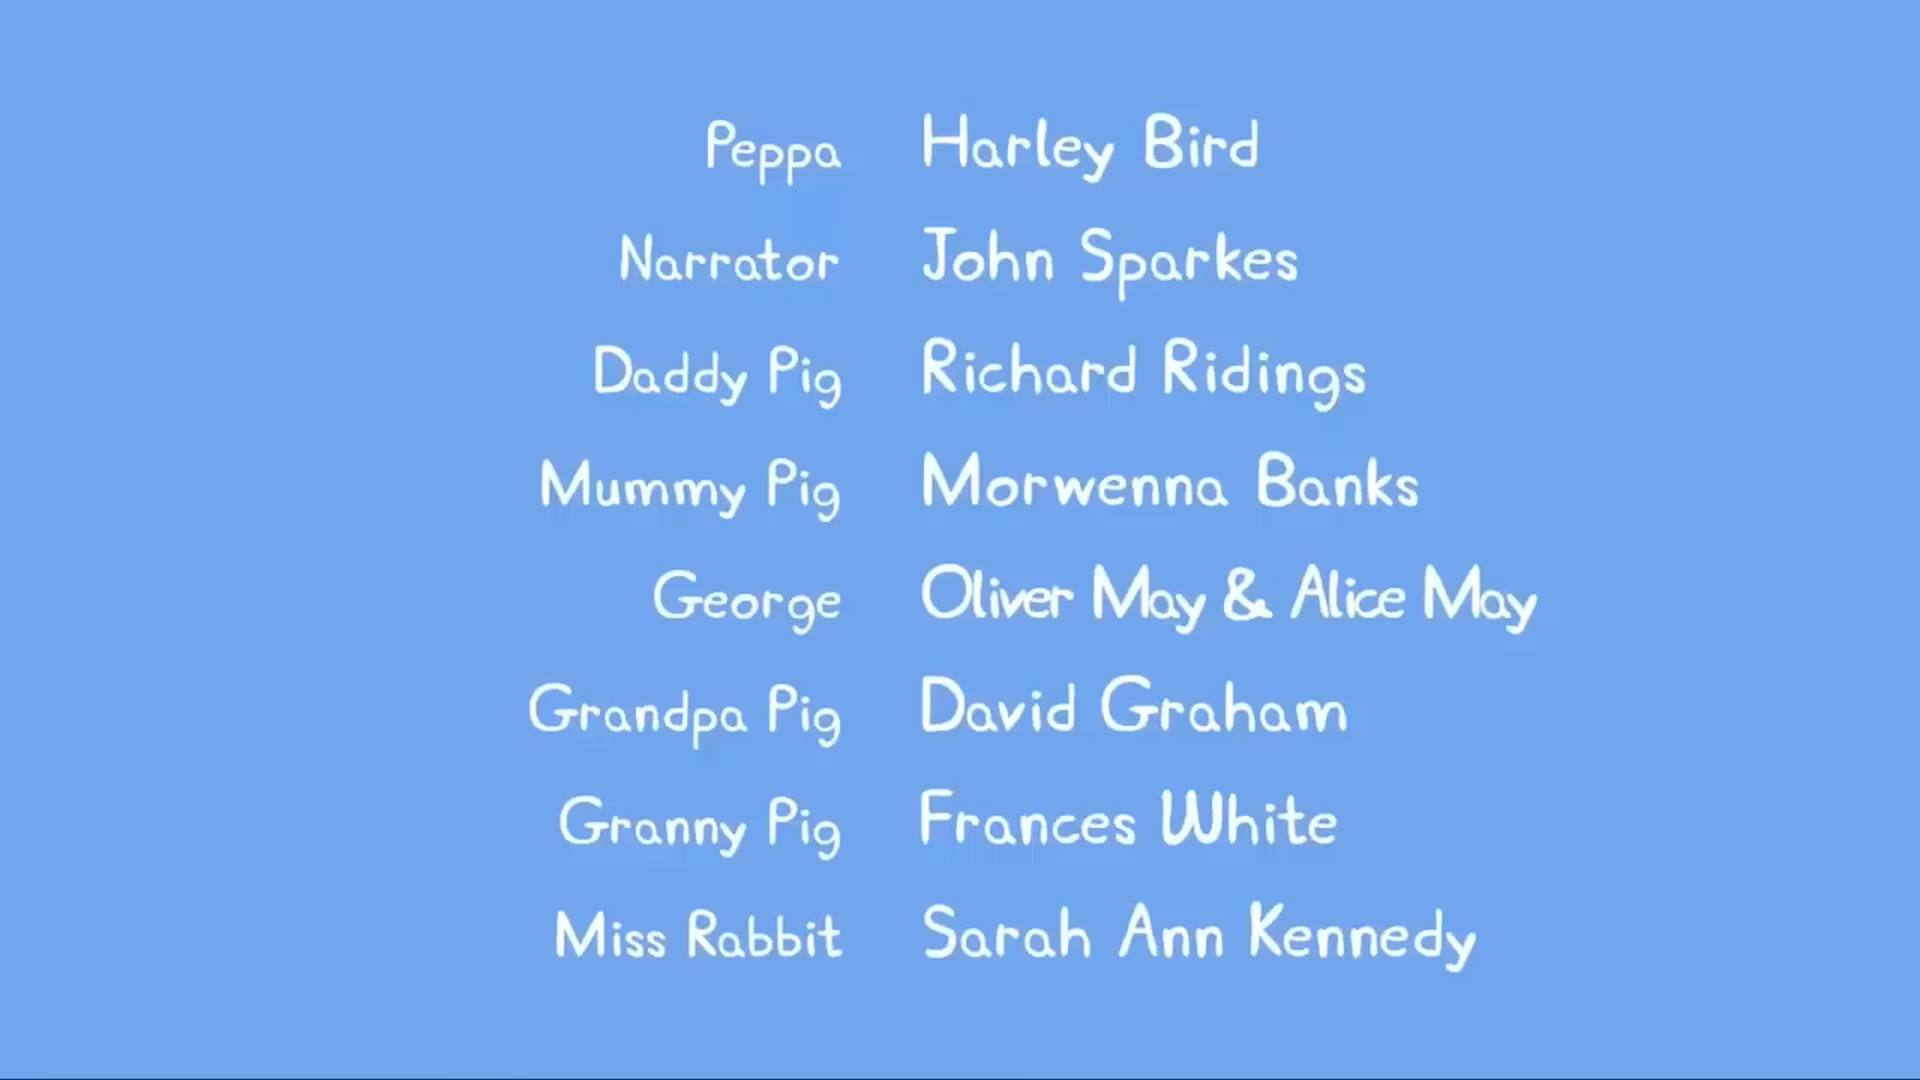 Peppa Harley Bird
Narrator John Sparkes
Daddy Pig Richard Ridings
Mummy Pig Morwenna Banks
George Oliver May & Alice May
Grandpa Pig David Graham
Granny Pig Frances White
Miss Rabbit Sarah Ann Kennedy